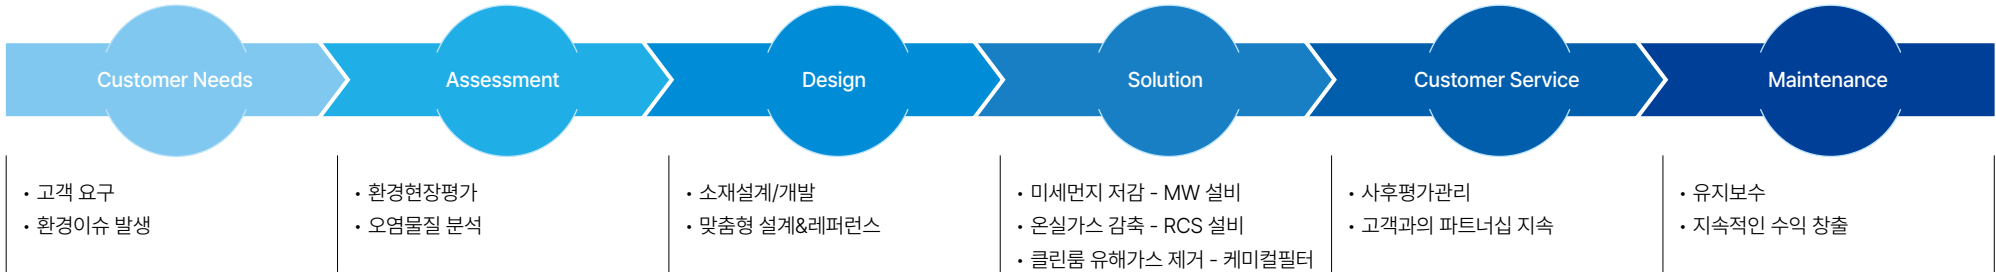 Customer Needs
Assessment
Design
Solution
Customer Service
Maintenance
• 고객 요구
• 환경이슈 발생
• 환경현장평가
• 오염물질 분석
• 소재설계/개발
• 맞춤형 설계&레퍼런스
• 미세먼지 저감 - MW 설비
• 온실가스 감축 - RCS 설비
• 클린룸 유해가스 제거 - 케미컬필터
• 사후평가관리
• 고객과의 파트너십 지속
• 유지보수
• 지속적인 수익 창출